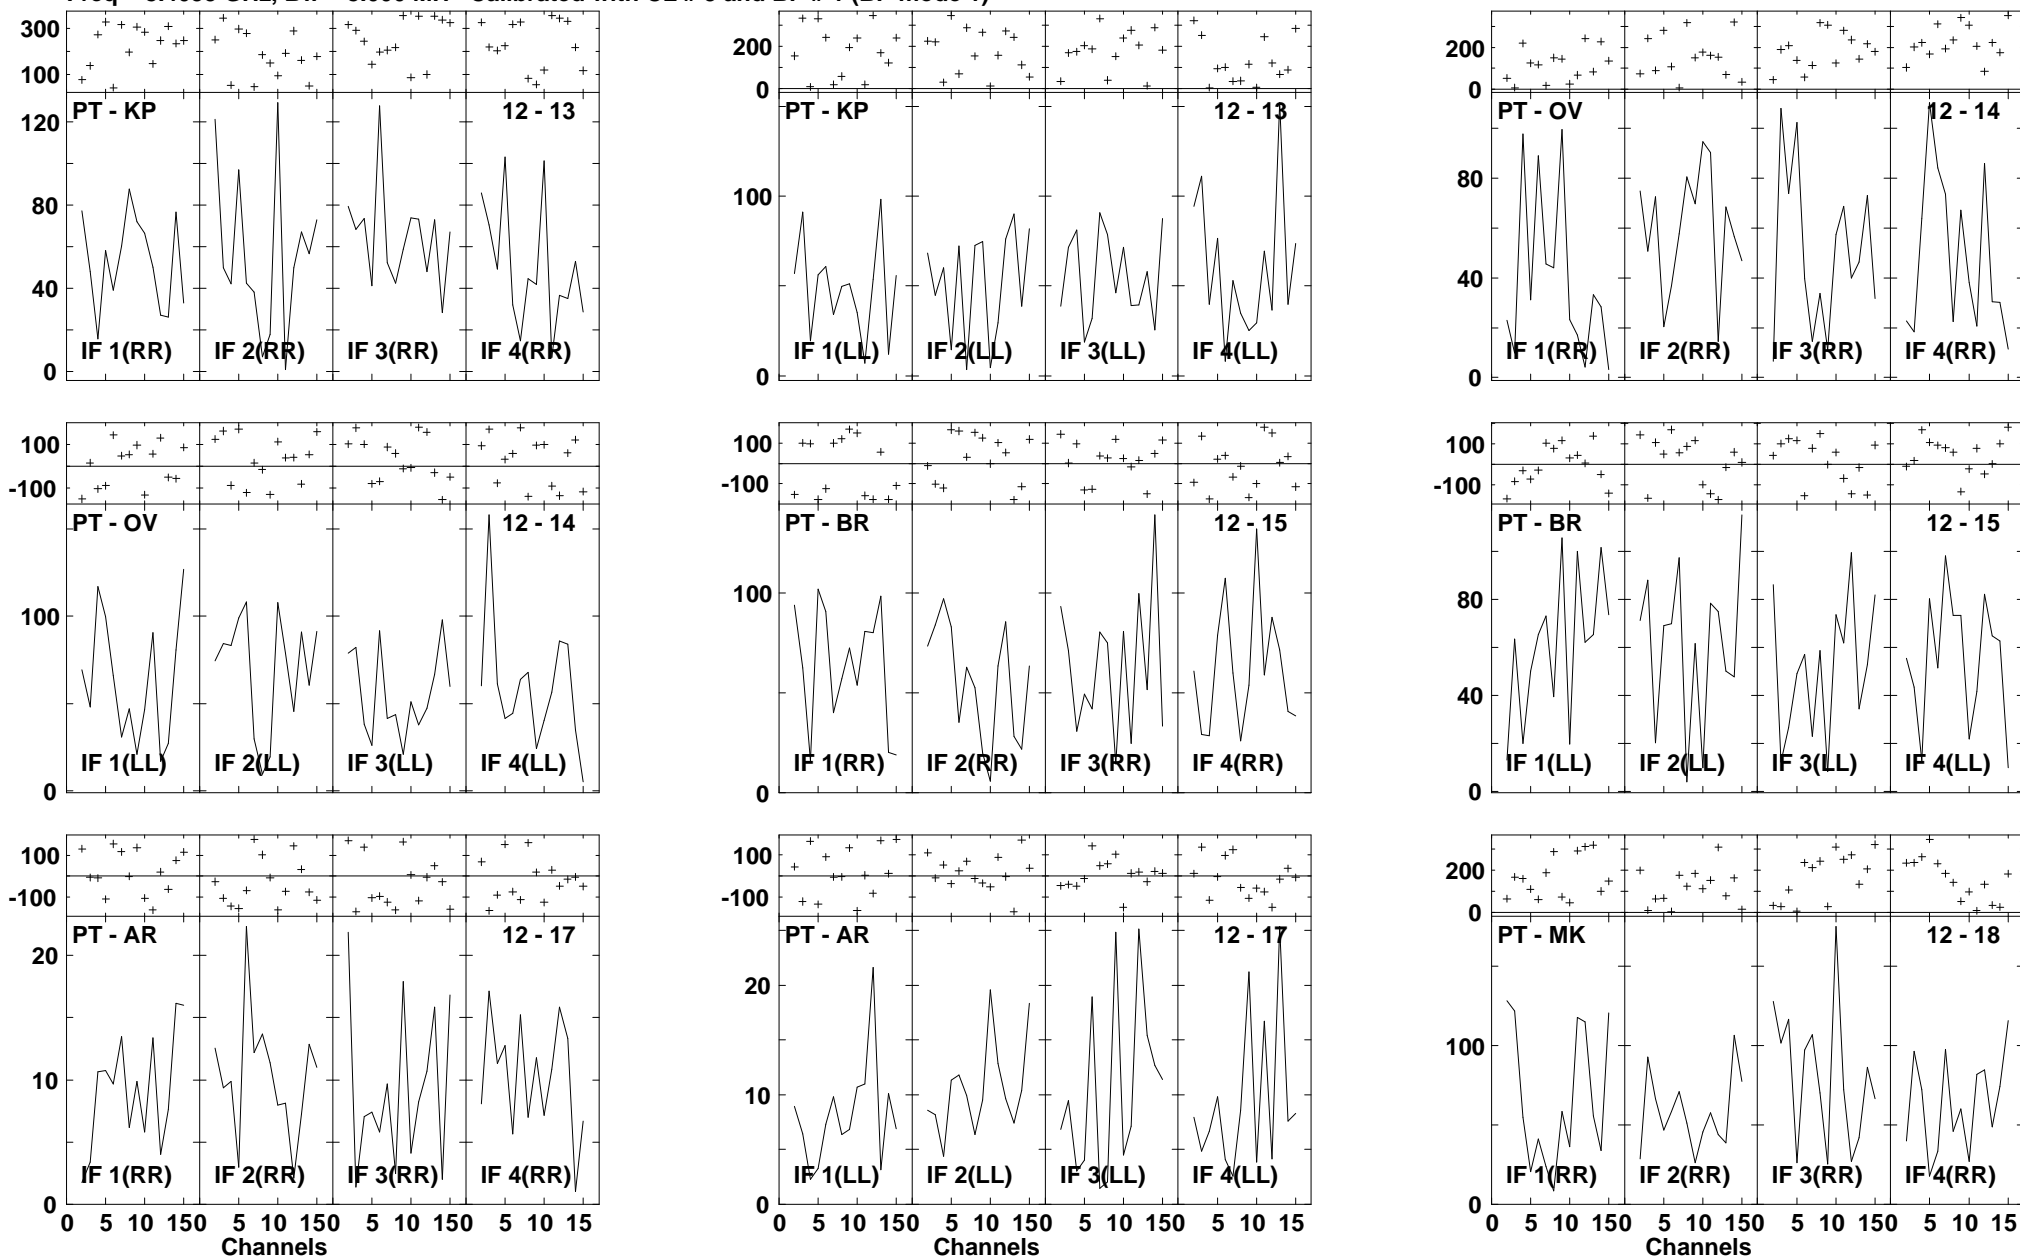 300
100
PT - KP
12 - 13
120
80
40
0
IF 1(RR)
IF 2(RR)
IF 3(RR)
IF 4(RR)
200
0
PT - KP
12 - 13
100
0
IF 1(LL)
IF 2(LL)
IF 3(LL)
IF 4(LL)
200
0
PT - OV
12 - 14
80
40
0
IF 1(RR)
IF 2(RR)
IF 3(RR)
IF 4(RR)
100
-100
PT - OV
12 - 14
100
0
IF 1(LL)
IF 2(LL)
IF 3(LL)
IF 4(LL)
100
-100
PT - BR
12 - 15
100
0
IF 1(RR)
IF 2(RR)
IF 3(RR)
IF 4(RR)
100
-100
PT - BR
12 - 15
80
40
0
IF 1(LL)
IF 2(LL)
IF 3(LL)
IF 4(LL)
100
-100
PT - AR
12 - 17
20
10
0
IF 1(RR)
IF 2(RR)
IF 3(RR)
IF 4(RR)
0 5 10 150 5 10 150 5 10 150 5 10 15
Channels
100
-100
PT - AR
12 - 17
20
10
0
IF 1(LL)
IF 2(LL)
IF 3(LL)
IF 4(LL)
0 5 10 150 5 10 150 5 10 150 5 10 15
Channels
200
0
PT - MK
12 - 18
100
0
IF 1(RR)
IF 2(RR)
IF 3(RR)
IF 4(RR)
0 5 10 150 5 10 150 5 10 150 5 10 15
Channels